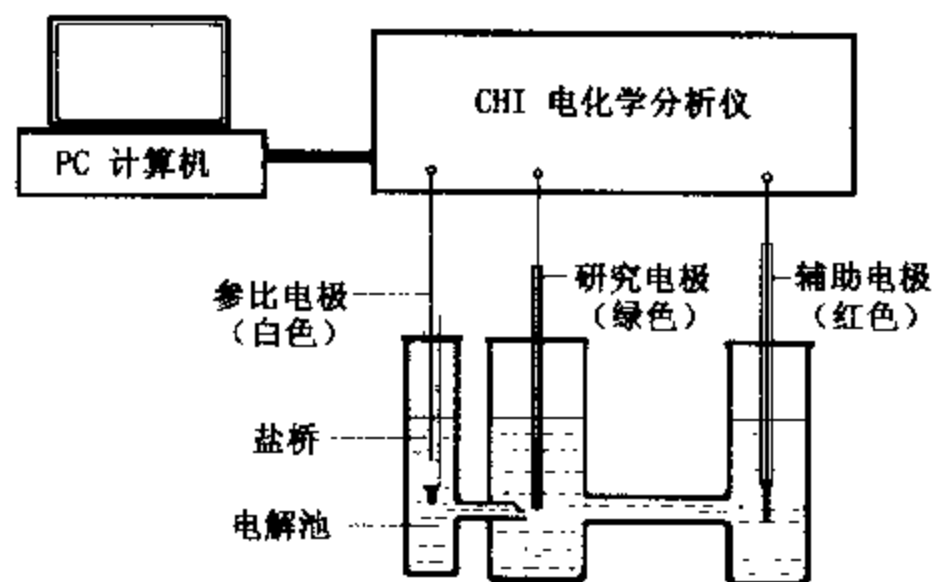 CHI 电化学分析仪
PC 计算机
参比电极
（白色）
研究电极
（绿色）
辅助电极
（红色）
盐桥
电解池